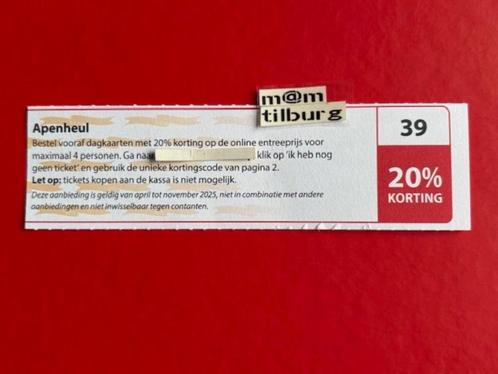 m@m
tilburg
Apenheul
Bestel vooraf dagkaarten met 20% korting op de online entreeprijs voor
maximaal 4 personen. Ga naar klik op ‘ik heb nog
geen ticket’ en gebruik de unieke kortingscode van pagina 2.
Let op: tickets kopen aan de kassa is niet mogelijk.
Deze aanbieding is geldig van april tot november 2025, niet in combinatie met andere
aanbiedingen en niet inwisselbaar tegen contanten.
39
20%
KORTING